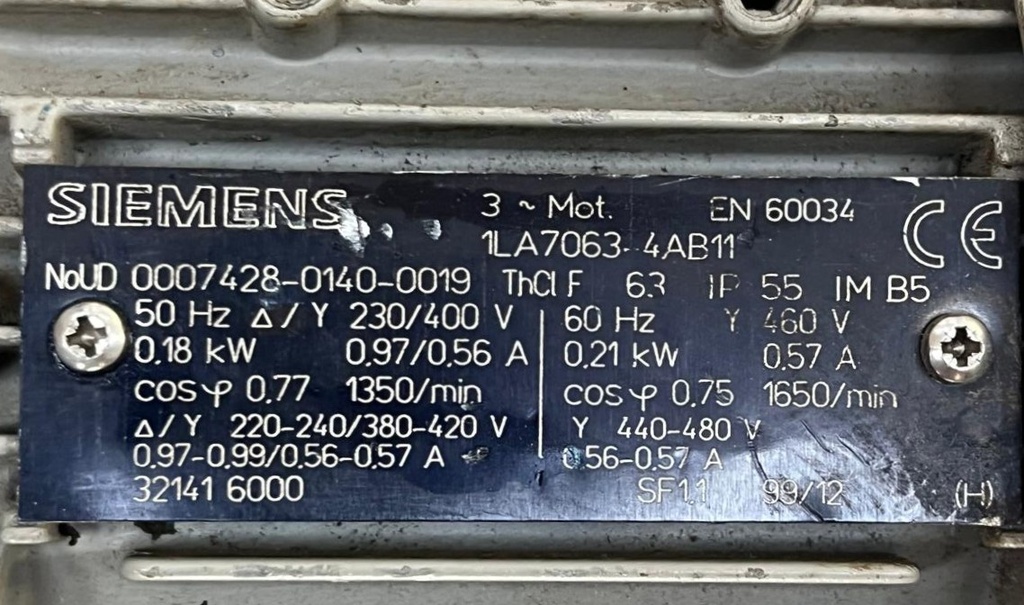 SIEMENS 3 ~ Mot. EN 60034 CE
1LA7063-4AB11
NoUD 0007428-0140-0019 ThCl F 63 IP 55 IM B5
50 Hz Δ/Y 230/400 V 60 Hz Y 460 V
0.18 kW 0.97/0.56 A 0.21 kW 0.57 A
cosφ 0.77 1350/min cosφ 0.75 1650/min
Δ/Y 220-240/380-420 V Y 440-480 V
0.97-0.99/0.56-0.57 A 0.56-0.57 A
32141 6000 SF1.1 99/12 (H)